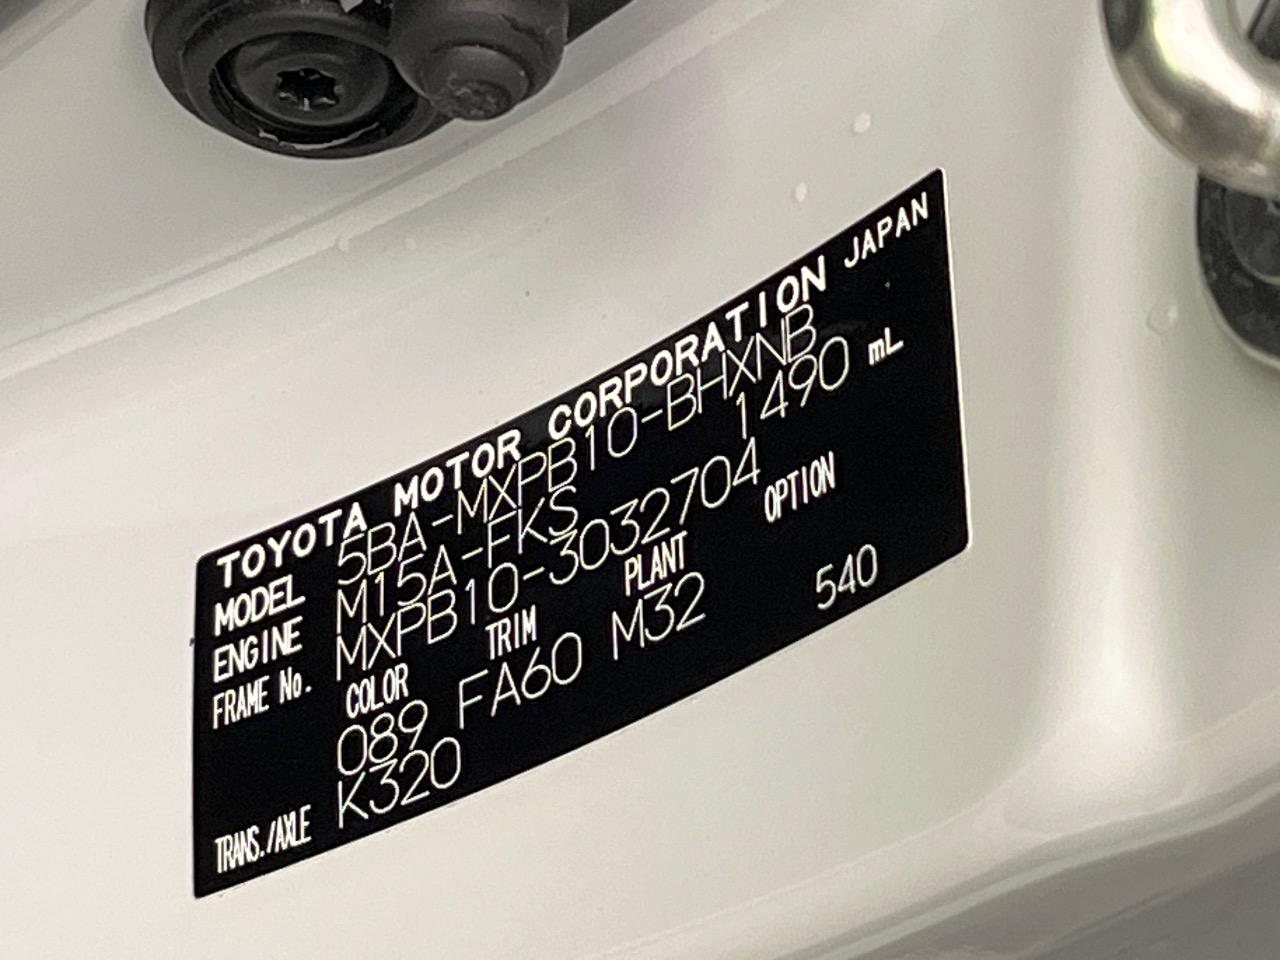 TOYOTA MOTOR CORPORATION JAPAN
MODEL 5BA-MXPB10-BHXNB
ENGINE M15A-FKS 1490 mL
FRAME No. MXPB10-3032704
COLOR TRIM PLANT OPTION
089 FA60 M32 540
TRANS./AXLE K320